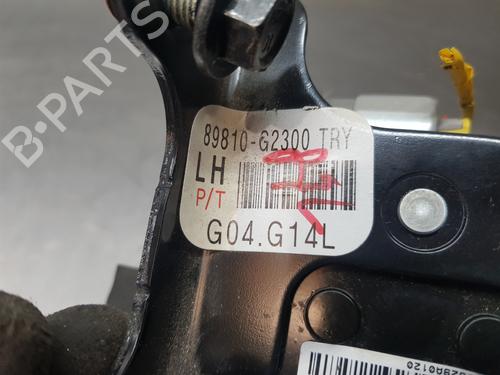 B-PARTS
89810-G2300 TRY
LH
P/T
G04.G14L